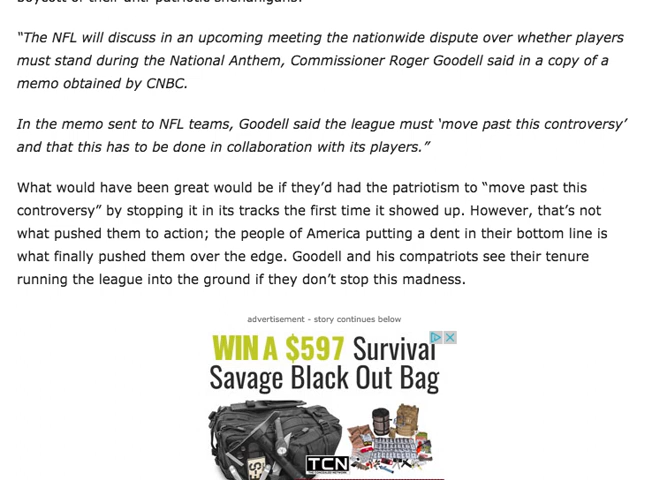 boycott of their anti-patriotic shenanigans.
“The NFL will discuss in an upcoming meeting the nationwide dispute over whether players
must stand during the National Anthem, Commissioner Roger Goodell said in a copy of a
memo obtained by CNBC.
In the memo sent to NFL teams, Goodell said the league must ‘move past this controversy’
and that this has to be done in collaboration with its players.”
What would have been great would be if they’d had the patriotism to “move past this
controversy” by stopping it in its tracks the first time it showed up. However, that’s not
what pushed them to action; the people of America putting a dent in their bottom line is
what finally pushed them over the edge. Goodell and his compatriots see their tenure
running the league into the ground if they don’t stop this madness.
advertisement - story continues below
WIN A $597 Survival
Savage Black Out Bag
TCN